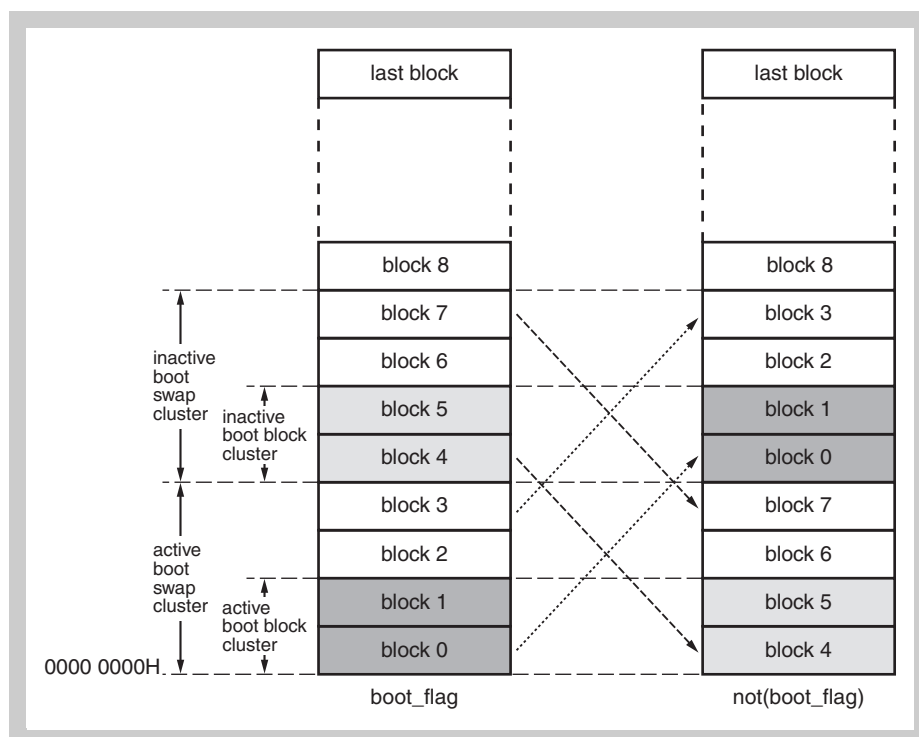 last block
last block
block 8
block 8
block 7
block 3
inactive
boot
swap
cluster
block 6
block 2
inactive
boot block
cluster
block 5
block 1
block 4
block 0
block 3
block 7
active
boot
swap
cluster
block 2
block 6
active
boot block
cluster
block 1
block 5
block 0
block 4
0000 0000H
boot_flag
not(boot_flag)